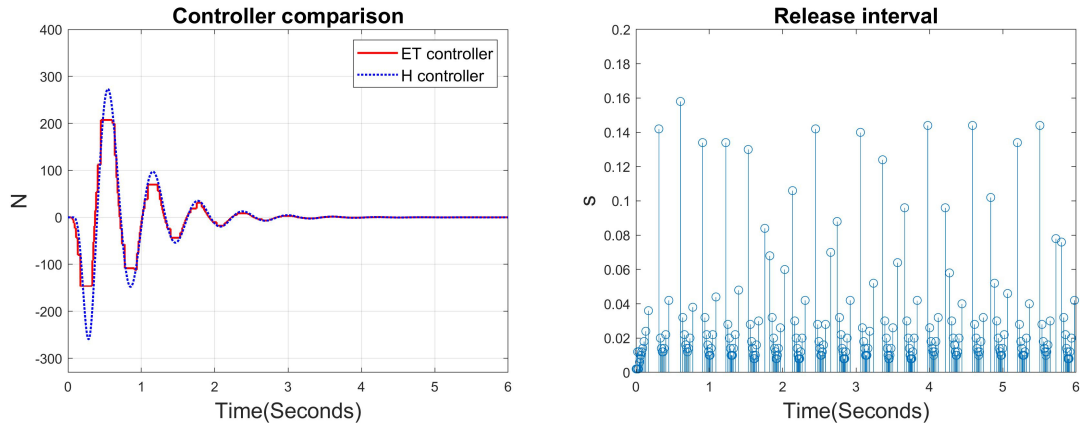 Controller comparison
400
300
200
100
0
-100
-200
-300
N
ET controller
H controller
0 1 2 3 4 5 6
Time(Seconds)
Release interval
0.2
0.18
0.16
0.14
0.12
0.1
0.08
0.06
0.04
0.02
0
s
0 1 2 3 4 5 6
Time(Seconds)